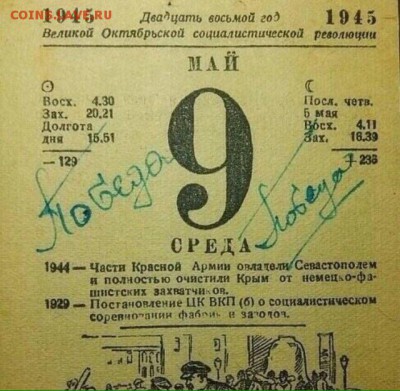 COINSS.SAVE.RU
1945 Двадцать восьмой год 1945
Великой Октябрьской социалистической революции
МАЙ
Восх. 4.30
Зах. 20.21
Долгота
дня 15.51
— 129
9
Посл. четв.
5 мая
Восх. 4.11
Зах. 16.39
+ 236
Победа
Победа
СРЕДА
1944— Части Красной Армии овладели Севастополем
и полностью очистили Крым от немецко-фа-
шистских захватчиков.
1929— Постановление ЦК ВКП (б) о социалистическом
соревновании фабрик и заводов.